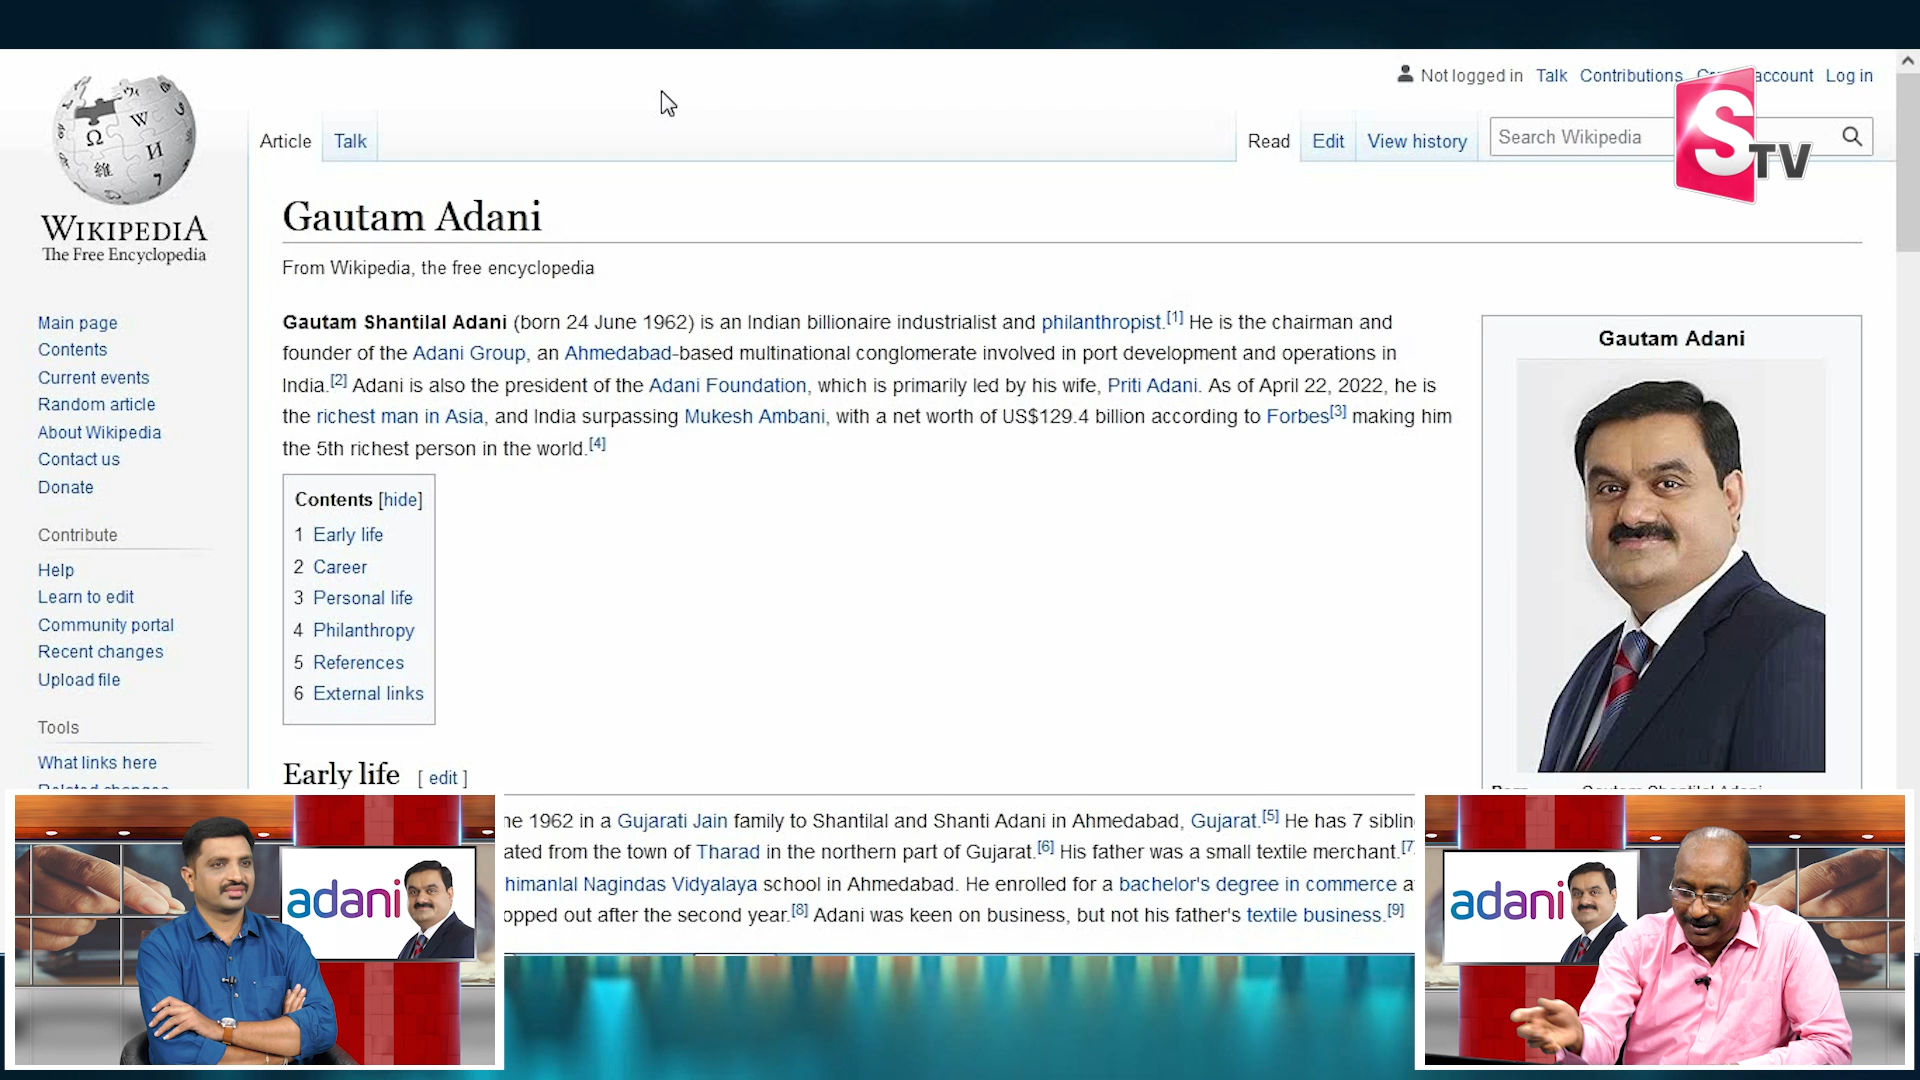 Not logged in Talk Contributions account Log in
Article Talk Read Edit View history Search Wikipedia
S TV
WIKIPEDIA
The Free Encyclopedia
Main page
Contents
Current events
Random article
About Wikipedia
Contact us
Donate
Contribute
Help
Learn to edit
Community portal
Recent changes
Upload file
Tools
What links here
Related changes
Gautam Adani
From Wikipedia, the free encyclopedia
Gautam Shantilal Adani (born 24 June 1962) is an Indian billionaire industrialist and philanthropist.[1] He is the chairman and
founder of the Adani Group, an Ahmedabad-based multinational conglomerate involved in port development and operations in
India.[2] Adani is also the president of the Adani Foundation, which is primarily led by his wife, Priti Adani. As of April 22, 2022, he is
the richest man in Asia, and India surpassing Mukesh Ambani, with a net worth of US$129.4 billion according to Forbes[3] making him
the 5th richest person in the world.[4]
Contents [hide]
1 Early life
2 Career
3 Personal life
4 Philanthropy
5 References
6 External links
Early life [ edit ]
ne 1962 in a Gujarati Jain family to Shantilal and Shanti Adani in Ahmedabad, Gujarat.[5] He has 7 siblin
ated from the town of Tharad in the northern part of Gujarat.[6] His father was a small textile merchant.[7
himanlal Nagindas Vidyalaya school in Ahmedabad. He enrolled for a bachelor's degree in commerce a
opped out after the second year.[8] Adani was keen on business, but not his father's textile business.[9]
Gautam Adani
Gautam Shantilal Adani
adani
adani